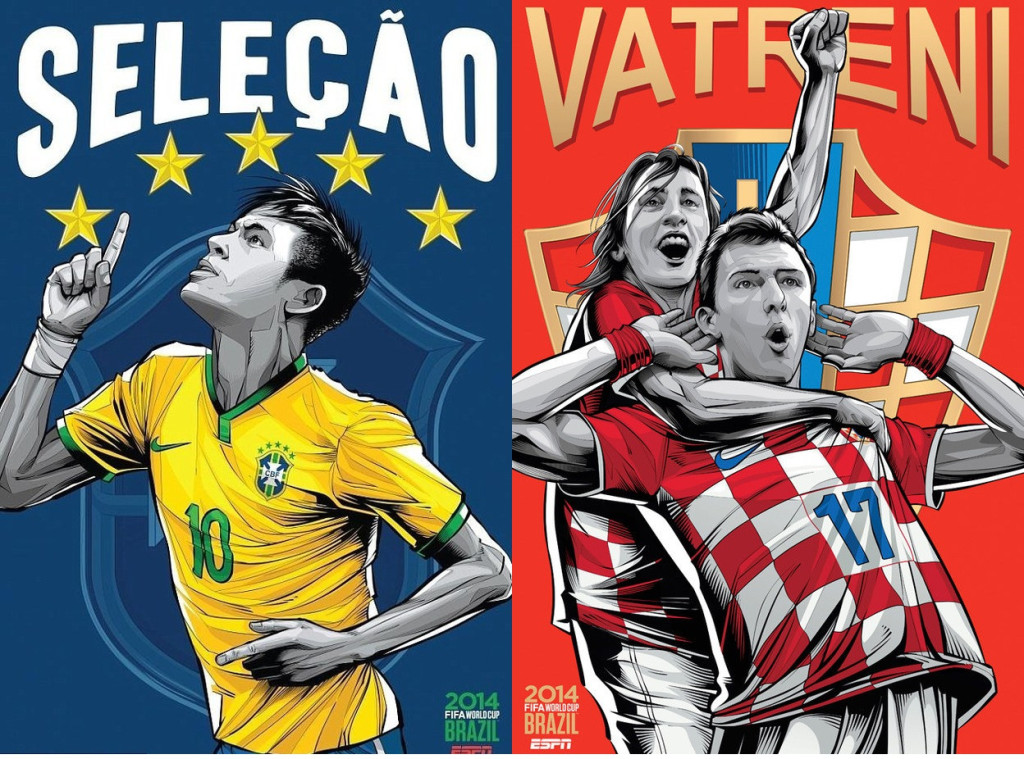 SELEÇÃO
CBF
10
2014
FIFA WORLD CUP
BRAZIL
ESPN
VATRENI
17
2014
FIFA WORLD CUP
BRAZIL
ESPN